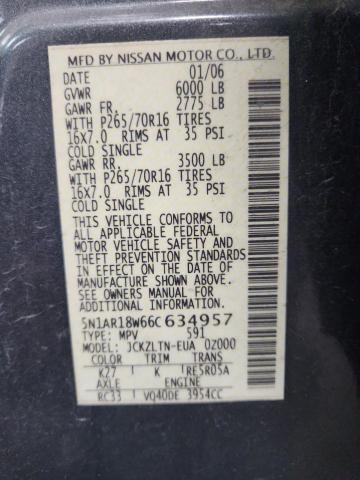 MFD BY NISSAN MOTOR CO., LTD.
DATE 01/06
GVWR 6000 LB
GAWR FR. 2775 LB
WITH P265/70R16 TIRES
16X7.0 RIMS AT 35 PSI
COLD SINGLE
GAWR RR. 3500 LB
WITH P265/70R16 TIRES
16X7.0 RIMS AT 35 PSI
COLD SINGLE
THIS VEHICLE CONFORMS TO
ALL APPLICABLE FEDERAL
MOTOR VEHICLE SAFETY AND
THEFT PREVENTION STANDARDS
IN EFFECT ON THE DATE OF
MANUFACTURE SHOWN ABOVE.
SEE OWNERS MANUAL FOR
ADDITIONAL INFORMATION.
5N1AR18W66C634957
TYPE: MPV 591
MODEL: JCKZLTN-EUA 0Z000
COLOR TRIM TRANS
K27 K RE5R05A
AXLE ENGINE
RC33 VQ40DE 3954CC